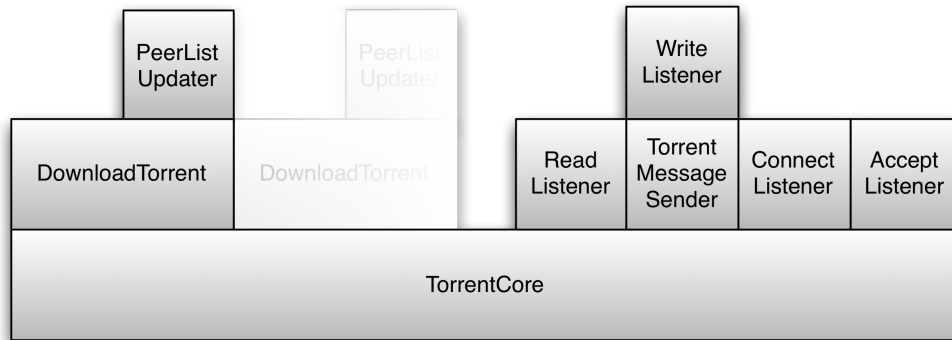 PeerList
Updater
PeerList
Updater
Write
Listener
DownloadTorrent
DownloadTorrent
Read
Listener
Torrent
Message
Sender
Connect
Listener
Accept
Listener
TorrentCore